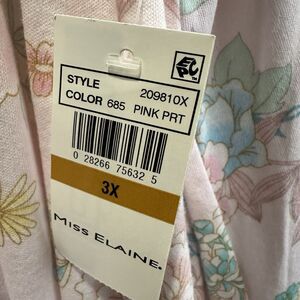 STYLE 209810X
COLOR 685 PINK PRT
0 28266 75632 5
3X
MISS ELAINE®